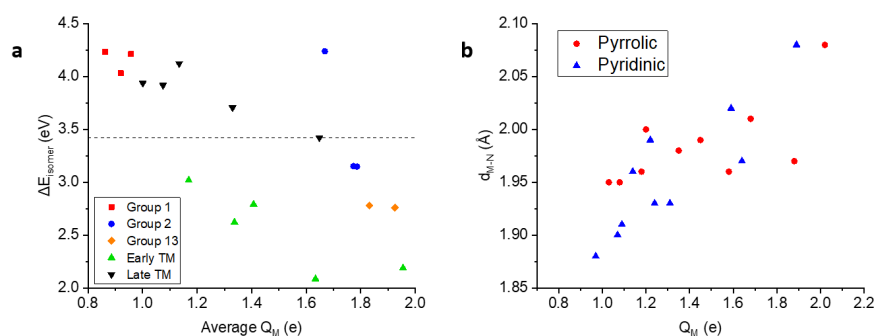 a
4.5
4.0
3.5
3.0
2.5
2.0
ΔE_isomer (eV)
Group 1
Group 2
Group 13
Early TM
Late TM
0.8 1.0 1.2 1.4 1.6 1.8 2.0
Average Q_M (e)
b
2.10
2.05
2.00
1.95
1.90
1.85
d_M-N (Å)
Pyrrolic
Pyridinic
0.8 1.0 1.2 1.4 1.6 1.8 2.0
Q_M (e)